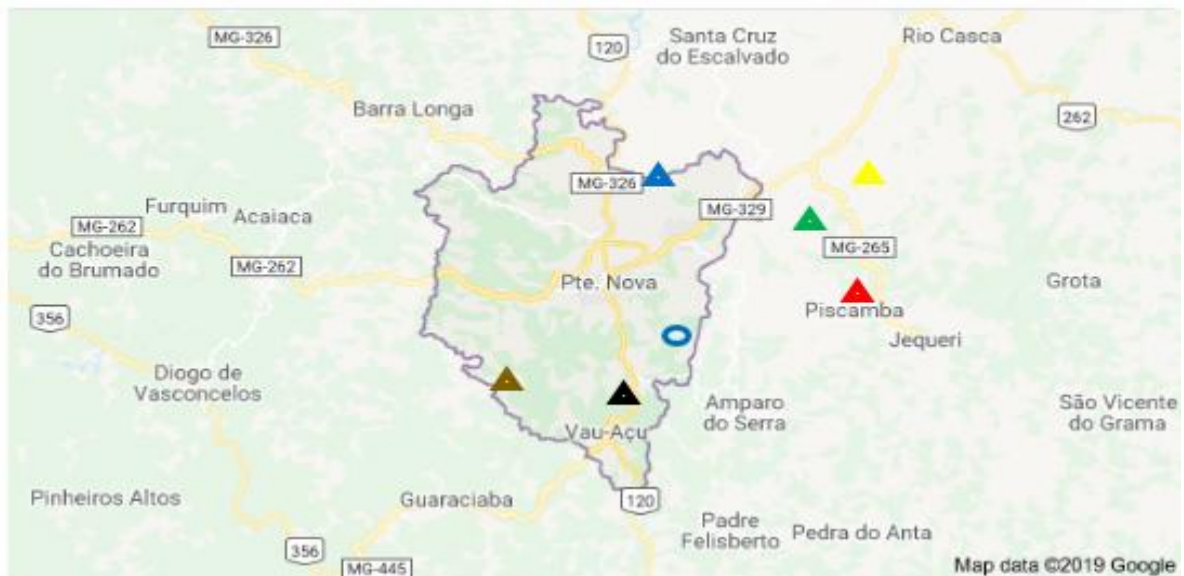 MG-326
120
Santa Cruz
do Escalvado
Rio Casca
Barra Longa
262
MG-326
MG-329
Furquim
Acaiaca
MG-262
Cachoeira
do Brumado
MG-262
MG-265
Pte. Nova
Grota
Piscamba
356
Jequeri
Diogo de
Vasconcelos
Amparo
do Serra
São Vicente
do Grama
Vau-Açu
Pinheiros Altos
Guaraciaba
120
Padre
Felisberto
Pedra do Anta
356
MG-445
Map data ©2019 Google